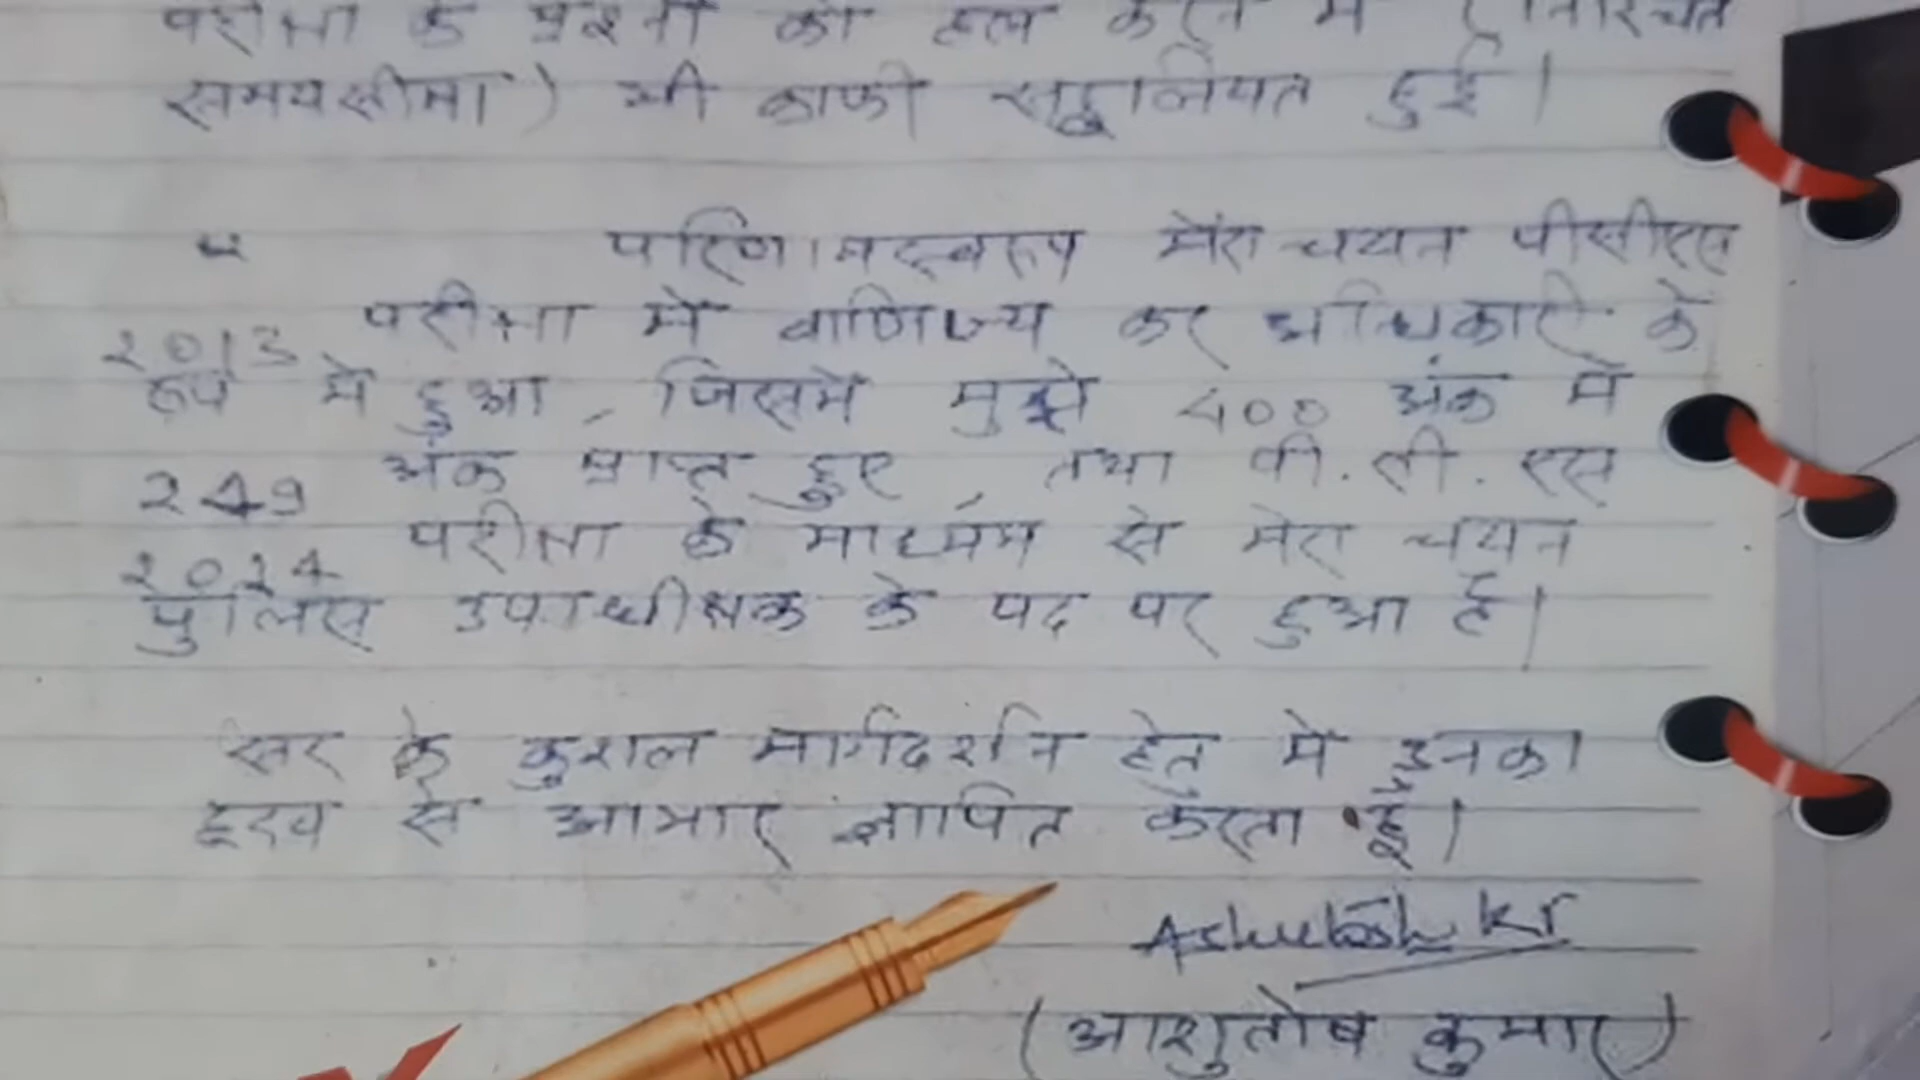 परीक्षा के प्रश्नों को हल करने में (निश्चित
समयसीमा) भी काफी सहूलियत हुई।
परिणामस्वरूप मेरा चयन पीसीएस
2013 परीक्षा में वाणिज्य कर अधिकारी के
रूप में हुआ, जिसमें मुझे 400 अंक में
249 अंक प्राप्त हुए, तथा पी.सी.एस
2014 परीक्षा के माध्यम से मेरा चयन
पुलिस उपाधीक्षक के पद पर हुआ है।
सर के कुशल मार्गदर्शन हेतु मे उनका
हृदय से आभार ज्ञापित करता हूँ।
Ashutosh Kr
(आशुतोष कुमार)